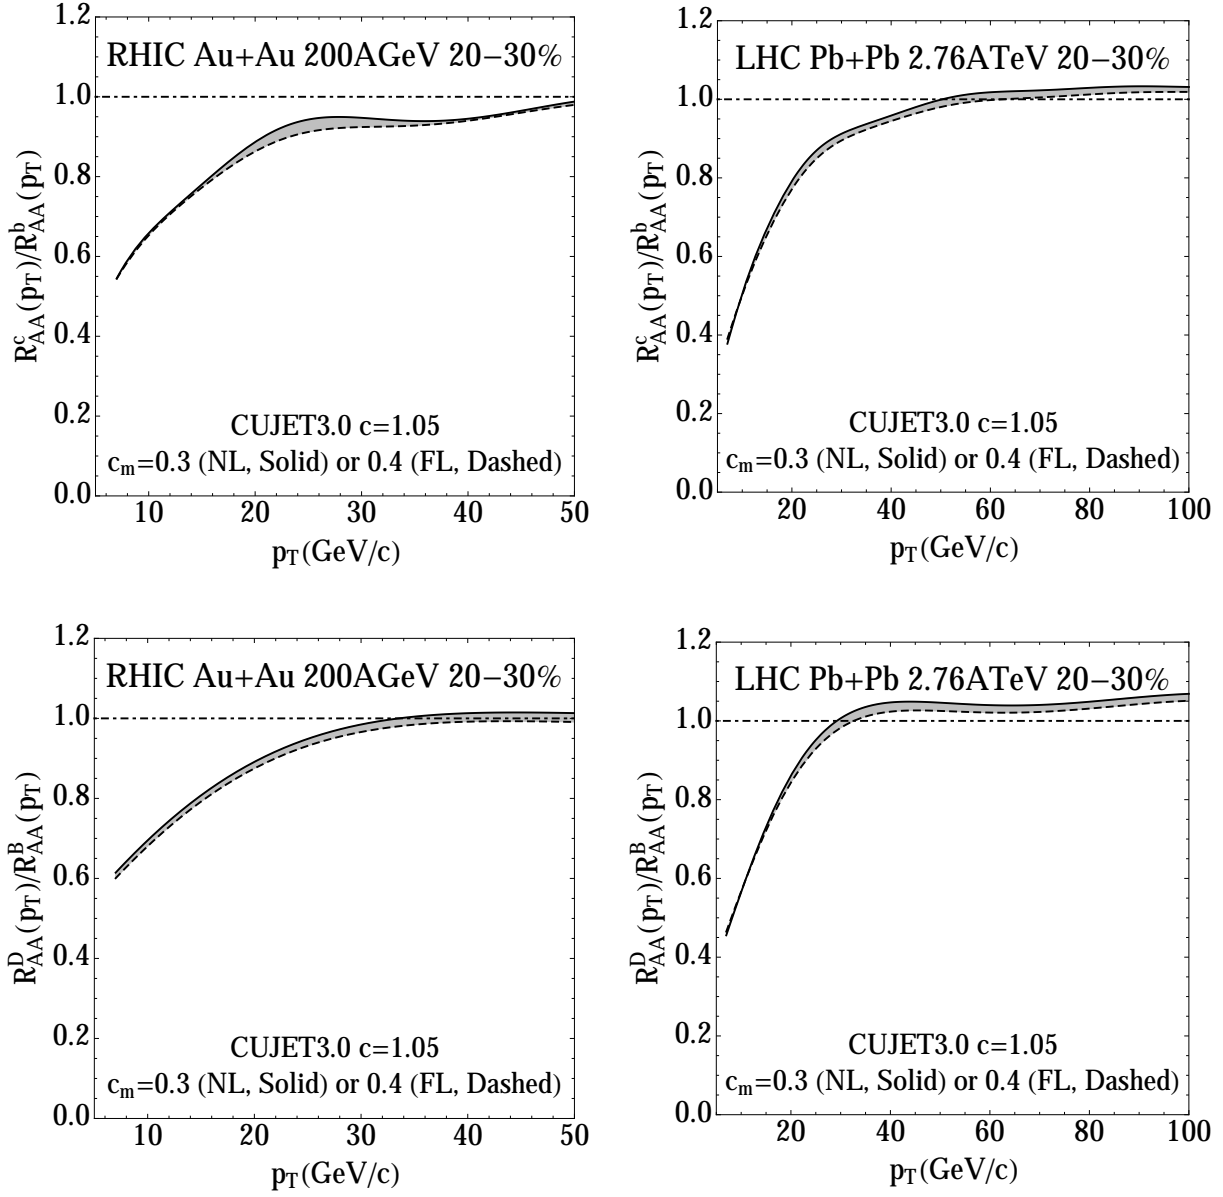 RHIC Au+Au 200AGeV 20−30%
R^c_AA(p_T)/R^b_AA(p_T)
1.2
1.0
0.8
0.6
0.4
0.2
0.0
CUJET3.0 c=1.05
c_m=0.3 (NL, Solid) or 0.4 (FL, Dashed)
10 20 30 40 50
p_T(GeV/c)
LHC Pb+Pb 2.76ATeV 20−30%
R^c_AA(p_T)/R^b_AA(p_T)
1.2
1.0
0.8
0.6
0.4
0.2
0.0
CUJET3.0 c=1.05
c_m=0.3 (NL, Solid) or 0.4 (FL, Dashed)
20 40 60 80 100
p_T(GeV/c)
RHIC Au+Au 200AGeV 20−30%
R^D_AA(p_T)/R^B_AA(p_T)
1.2
1.0
0.8
0.6
0.4
0.2
0.0
CUJET3.0 c=1.05
c_m=0.3 (NL, Solid) or 0.4 (FL, Dashed)
10 20 30 40 50
p_T(GeV/c)
LHC Pb+Pb 2.76ATeV 20−30%
R^D_AA(p_T)/R^B_AA(p_T)
1.2
1.0
0.8
0.6
0.4
0.2
0.0
CUJET3.0 c=1.05
c_m=0.3 (NL, Solid) or 0.4 (FL, Dashed)
20 40 60 80 100
p_T(GeV/c)